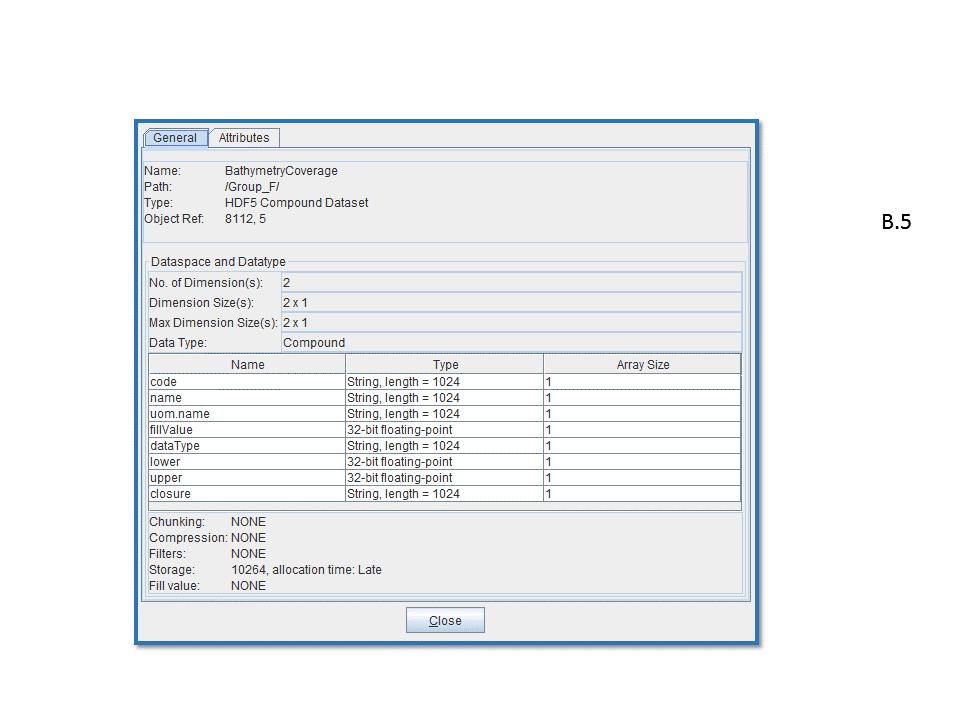 General Attributes
Name: BathymetryCoverage
Path: /Group_F/
Type: HDF5 Compound Dataset
Object Ref: 8112, 5
B.5
Dataspace and Datatype
No. of Dimension(s): 2
Dimension Size(s): 2 x 1
Max Dimension Size(s): 2 x 1
Data Type: Compound
Name Type Array Size
code String, length = 1024 1
name String, length = 1024 1
uom.name String, length = 1024 1
fillValue 32-bit floating-point 1
dataType String, length = 1024 1
lower 32-bit floating-point 1
upper 32-bit floating-point 1
closure String, length = 1024 1
Chunking: NONE
Compression: NONE
Filters: NONE
Storage: 10264, allocation time: Late
Fill value: NONE
Close